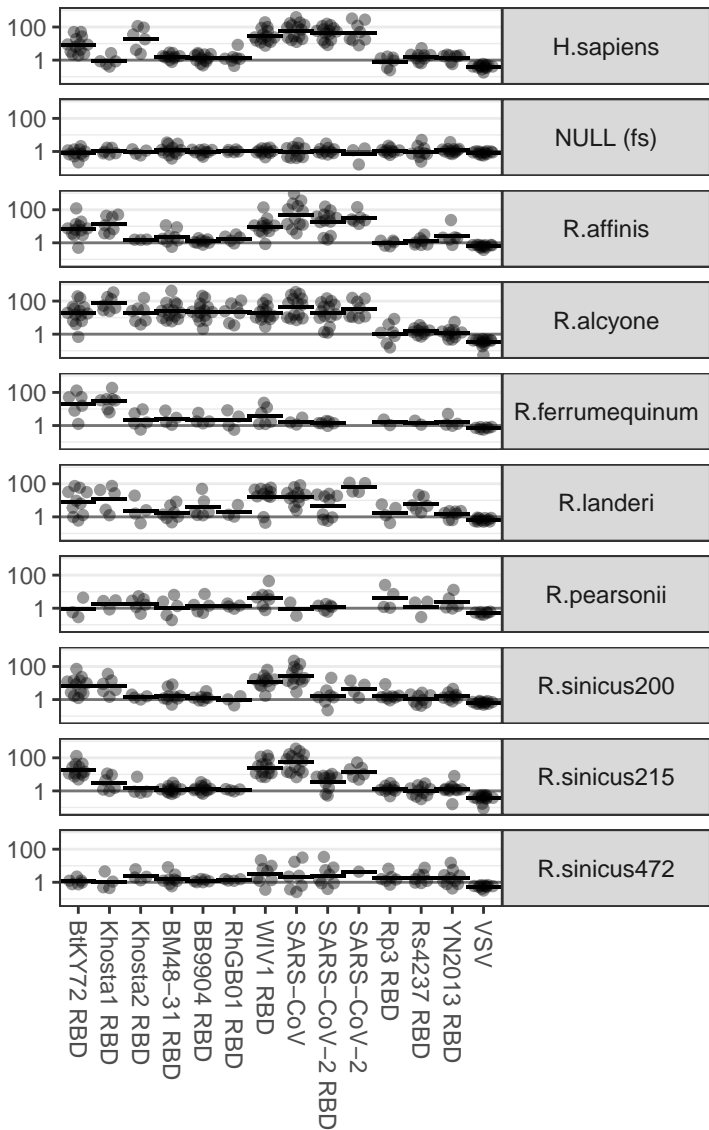 100
1
H.sapiens
100
1
NULL (fs)
100
1
R.affinis
100
1
R.alcyone
100
1
R.ferrumequinum
100
1
R.landeri
100
1
R.pearsonii
100
1
R.sinicus200
100
1
R.sinicus215
100
1
R.sinicus472
BtKY72 RBD
Khosta1 RBD
Khosta2 RBD
BM48−31 RBD
BB9904 RBD
RhGB01 RBD
WIV1 RBD
SARS−CoV
SARS−CoV−2 RBD
SARS−CoV−2
Rp3 RBD
Rs4237 RBD
YN2013 RBD
VSV